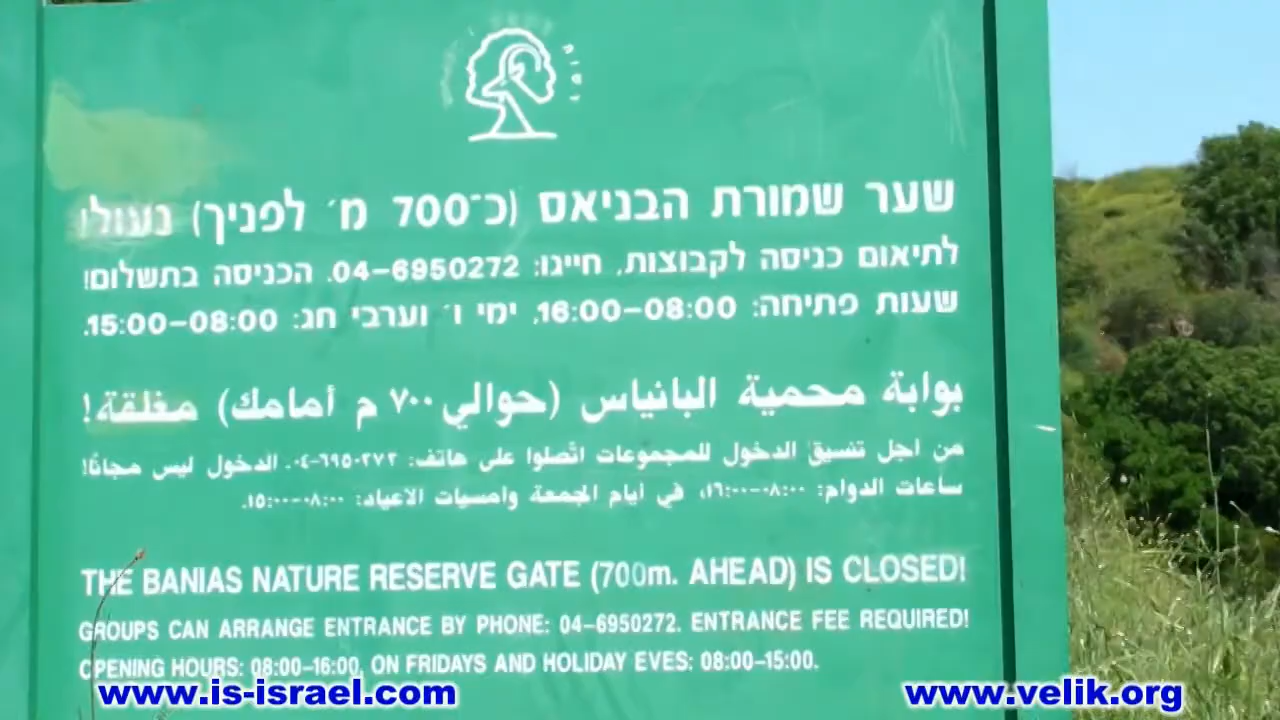 שער שמורת הבניאס (כ־700 מ׳ לפניך) נעול!
לתיאום כניסה לקבוצות, חייגו: 04-6950272. הכניסה בתשלום!
שעות פתיחה: 16:00-08:00, ימי ו׳ וערבי חג: 15:00-08:00.
بوابة محمية البانياس (حوالي ٧٠٠ م أمامك) مغلقة!
من اجل تنسيق الدخول للمجموعات اتّصلوا على هاتف: ٠٤-٦٩٥٠٢٧٢. الدخول ليس مجانًا!
ساعات الدوام: ٠٨:٠٠-١٦:٠٠، في أيام الجمعة وامسيات الاعياد: ٠٨:٠٠-١٥:٠٠.
THE BANIAS NATURE RESERVE GATE (700m. AHEAD) IS CLOSED!
GROUPS CAN ARRANGE ENTRANCE BY PHONE: 04-6950272. ENTRANCE FEE REQUIRED!
OPENING HOURS: 08:00-16:00, ON FRIDAYS AND HOLIDAY EVES: 08:00-15:00.
www.is-israel.com
www.velik.org